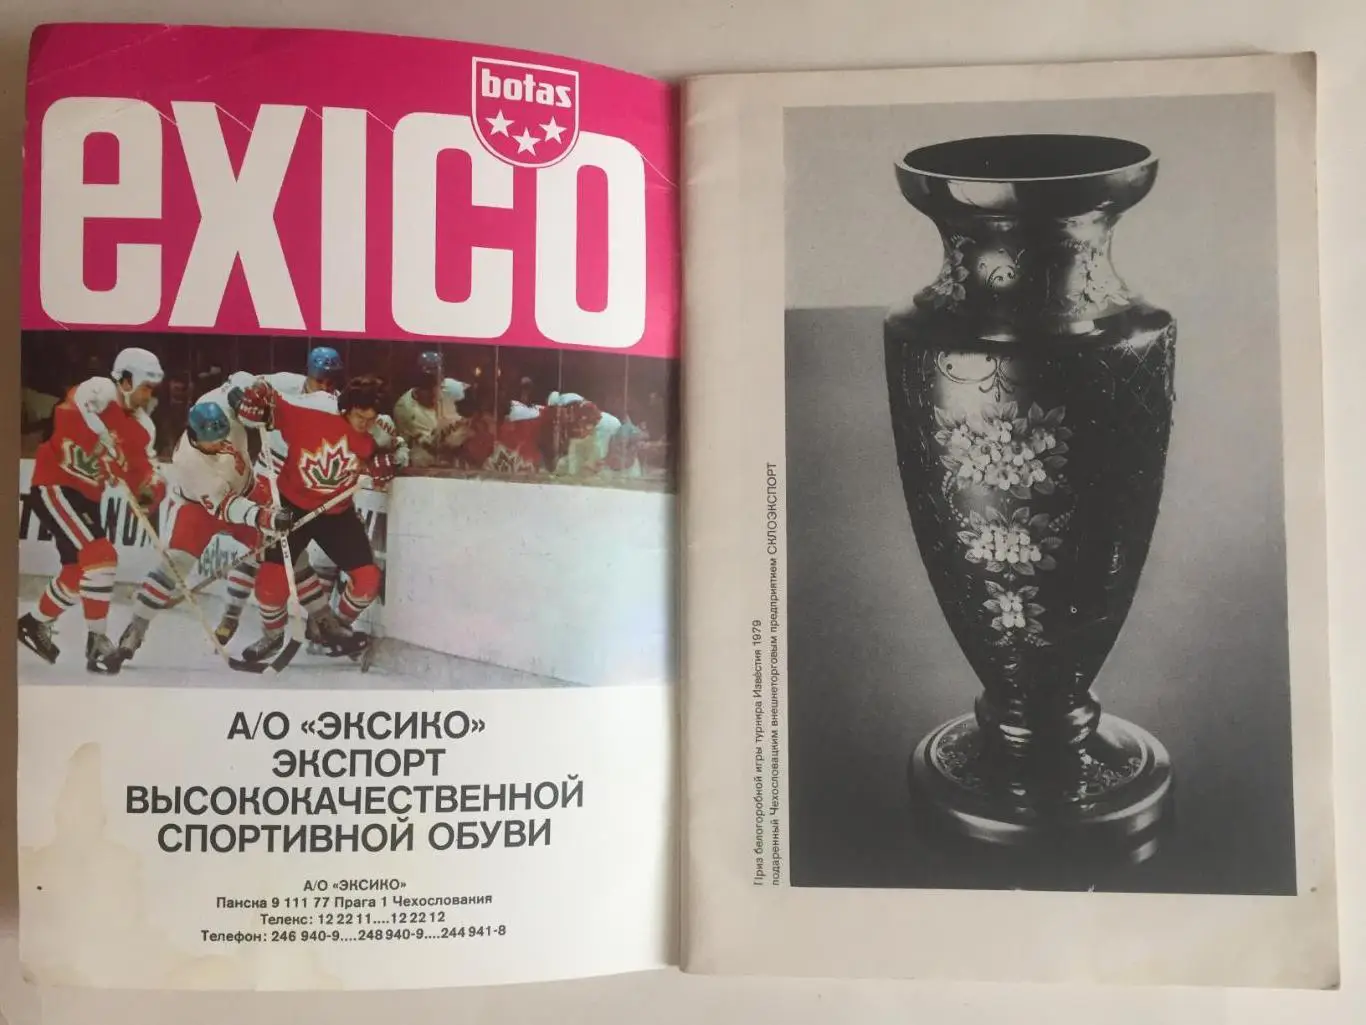 botas
exico
А/О «ЭКСИКО»
ЭКСПОРТ
ВЫСОКОКАЧЕСТВЕННОЙ
СПОРТИВНОЙ ОБУВИ
А/О «ЭКСИКО»
Панска 9 111 77 Прага 1 Чехословакия
Телекс: 12 22 11....12 22 12
Телефон: 246 940-9....248 940-9....244 941-8
Приз белогоробной игры турнира Известия 1979
подаренный Чехословацким внешнеторговым предприятием СКЛОЭКСПОРТ